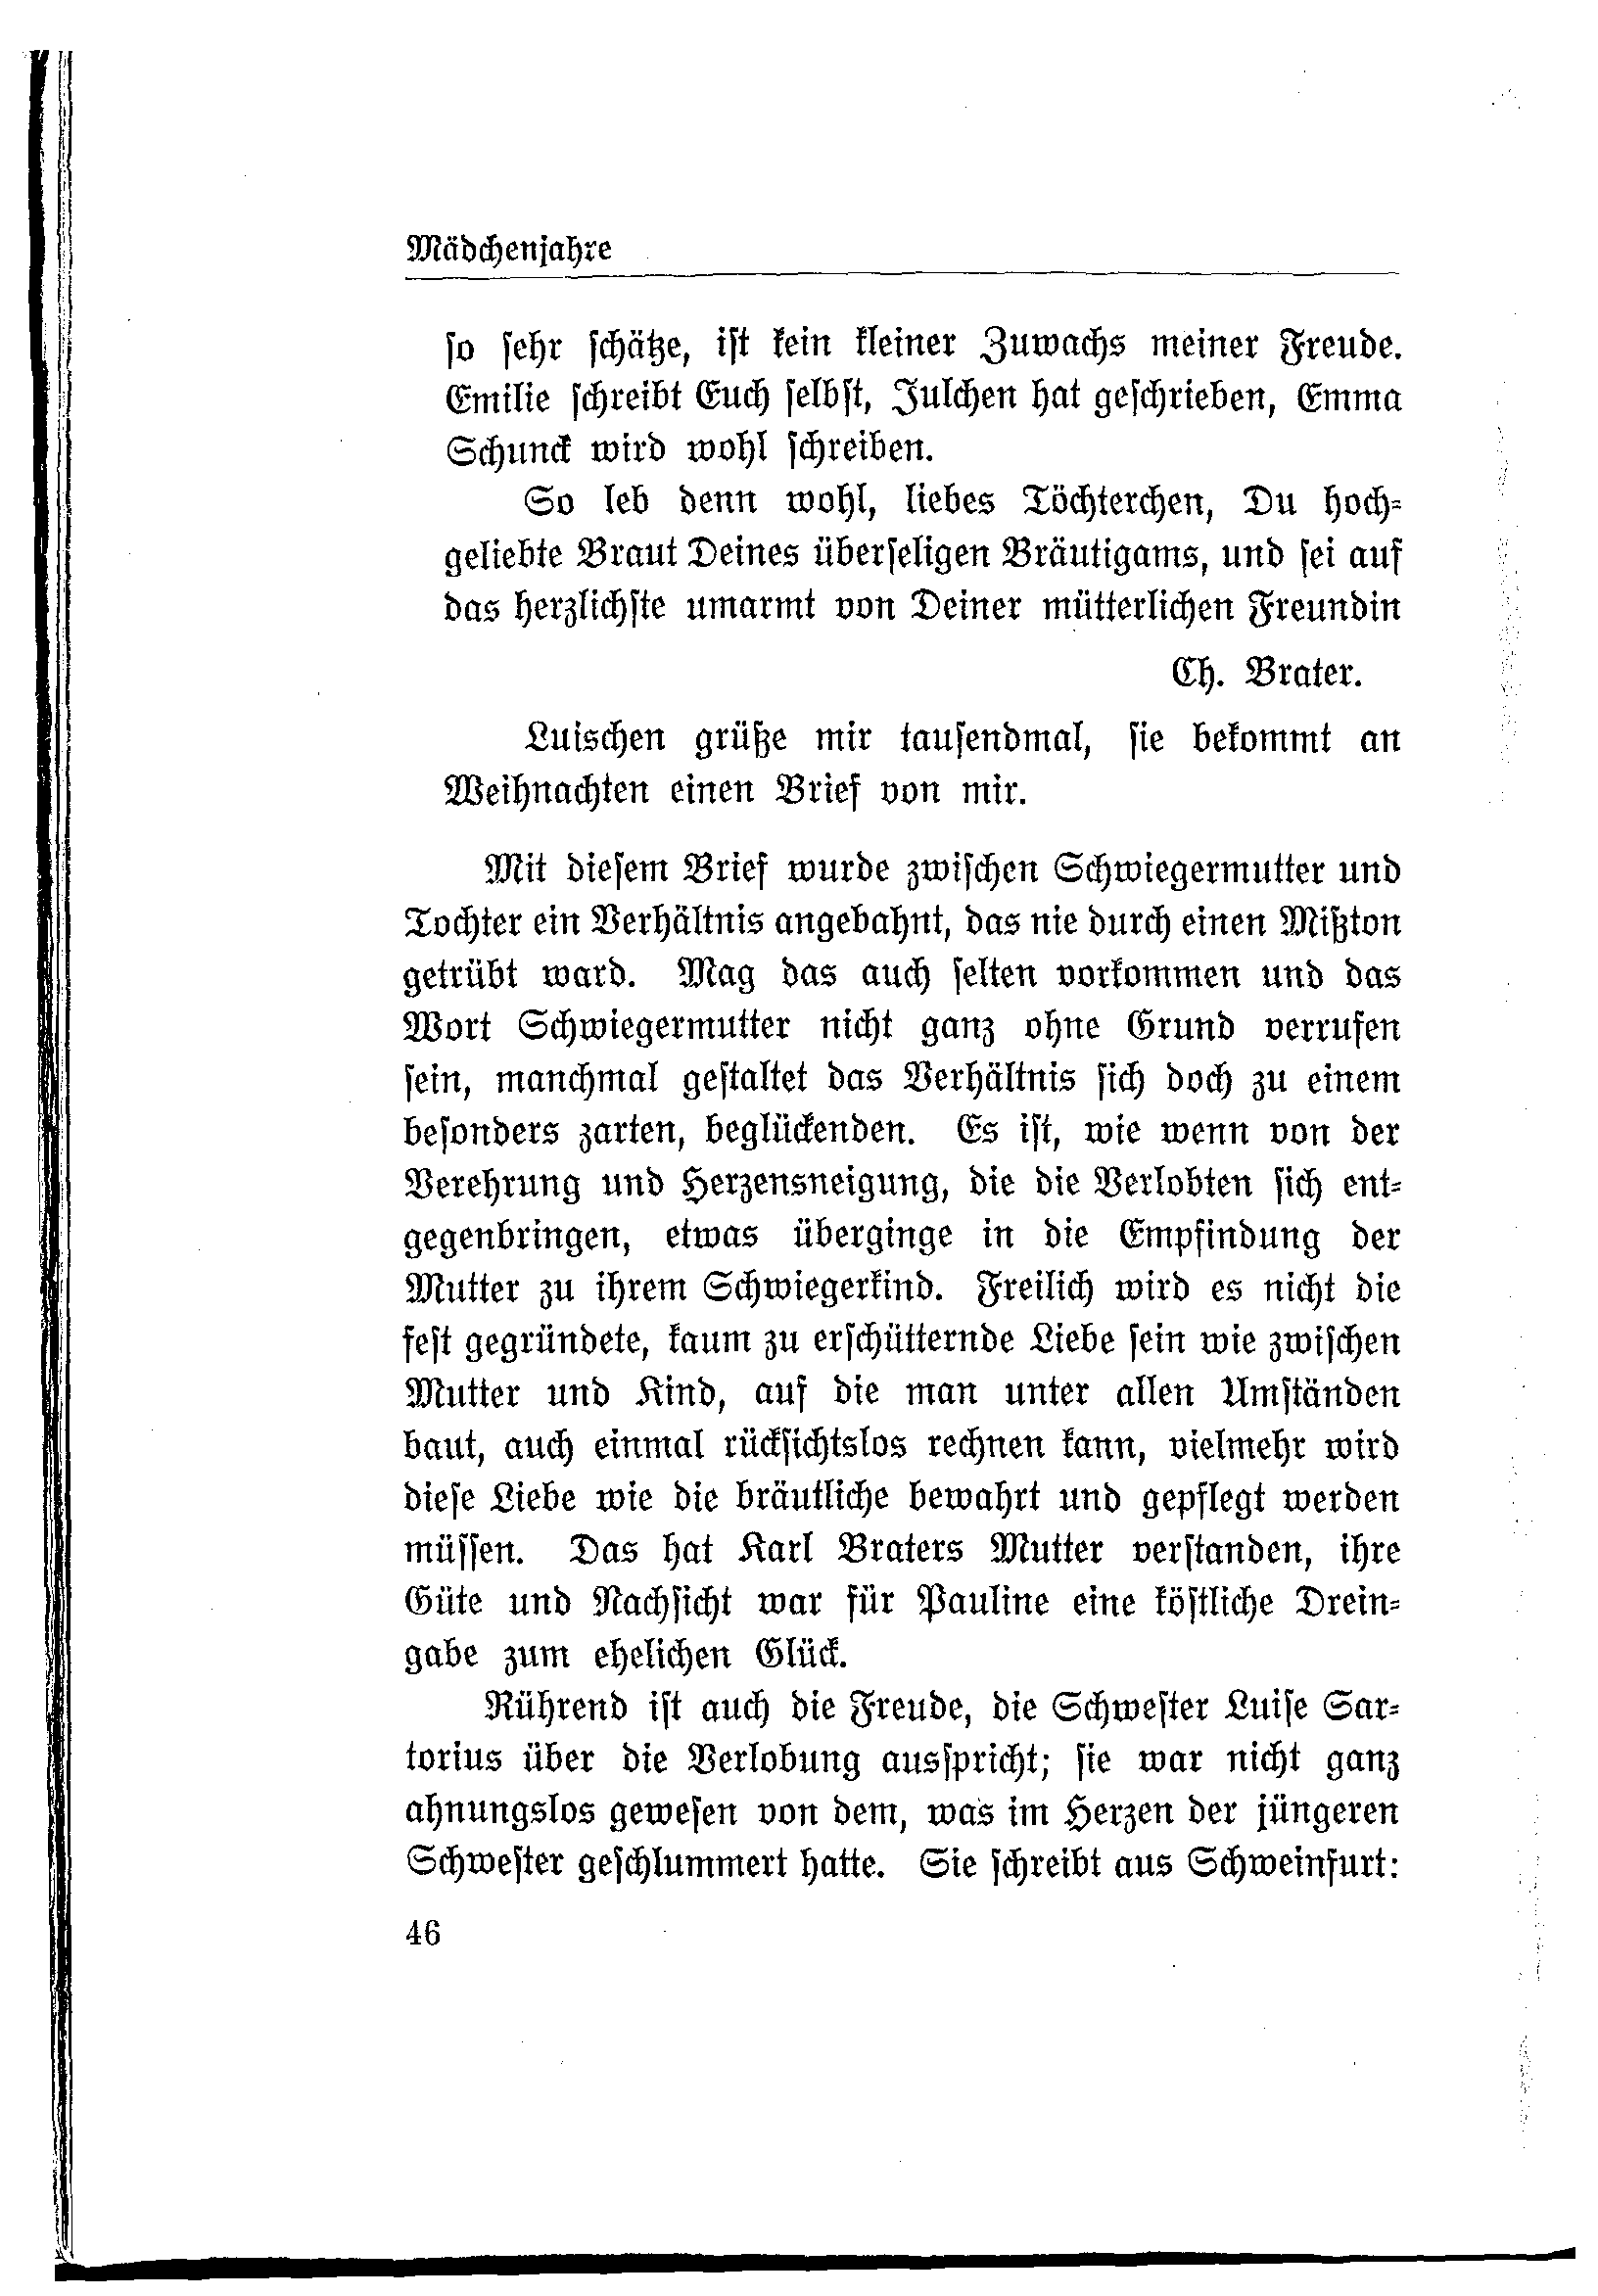 Mädchenjahre
so sehr schätze, ist kein kleiner Zuwachs meiner Freude.
Emilie schreibt Euch selbst, Julchen hat geschrieben, Emma
Schunck wird wohl schreiben.
So leb denn wohl, liebes Töchterchen, Du hoch-
geliebte Braut Deines überseligen Bräutigams, und sei auf
das herzlichste umarmt von Deiner mütterlichen Freundin
Ch. Brater.
Luischen grüße mir tausendmal, sie bekommt an
Weihnachten einen Brief von mir.
Mit diesem Brief wurde zwischen Schwiegermutter und
Tochter ein Verhältnis angebahnt, das nie durch einen Mißton
getrübt ward. Mag das auch selten vorkommen und das
Wort Schwiegermutter nicht ganz ohne Grund verrufen
sein, manchmal gestaltet das Verhältnis sich doch zu einem
besonders zarten, beglückenden. Es ist, wie wenn von der
Verehrung und Herzensneigung, die die Verlobten sich ent-
gegenbringen, etwas überginge in die Empfindung der
Mutter zu ihrem Schwiegerkind. Freilich wird es nicht die
fest gegründete, kaum zu erschütternde Liebe sein wie zwischen
Mutter und Kind, auf die man unter allen Umständen
baut, auch einmal rücksichtslos rechnen kann, vielmehr wird
diese Liebe wie die bräutliche bewahrt und gepflegt werden
müssen. Das hat Karl Braters Mutter verstanden, ihre
Güte und Nachsicht war für Pauline eine köstliche Drein-
gabe zum ehelichen Glück.
Rührend ist auch die Freude, die Schwester Luise Sar-
torius über die Verlobung ausspricht; sie war nicht ganz
ahnungslos gewesen von dem, was im Herzen der jüngeren
Schwester geschlummert hatte. Sie schreibt aus Schweinfurt:
46